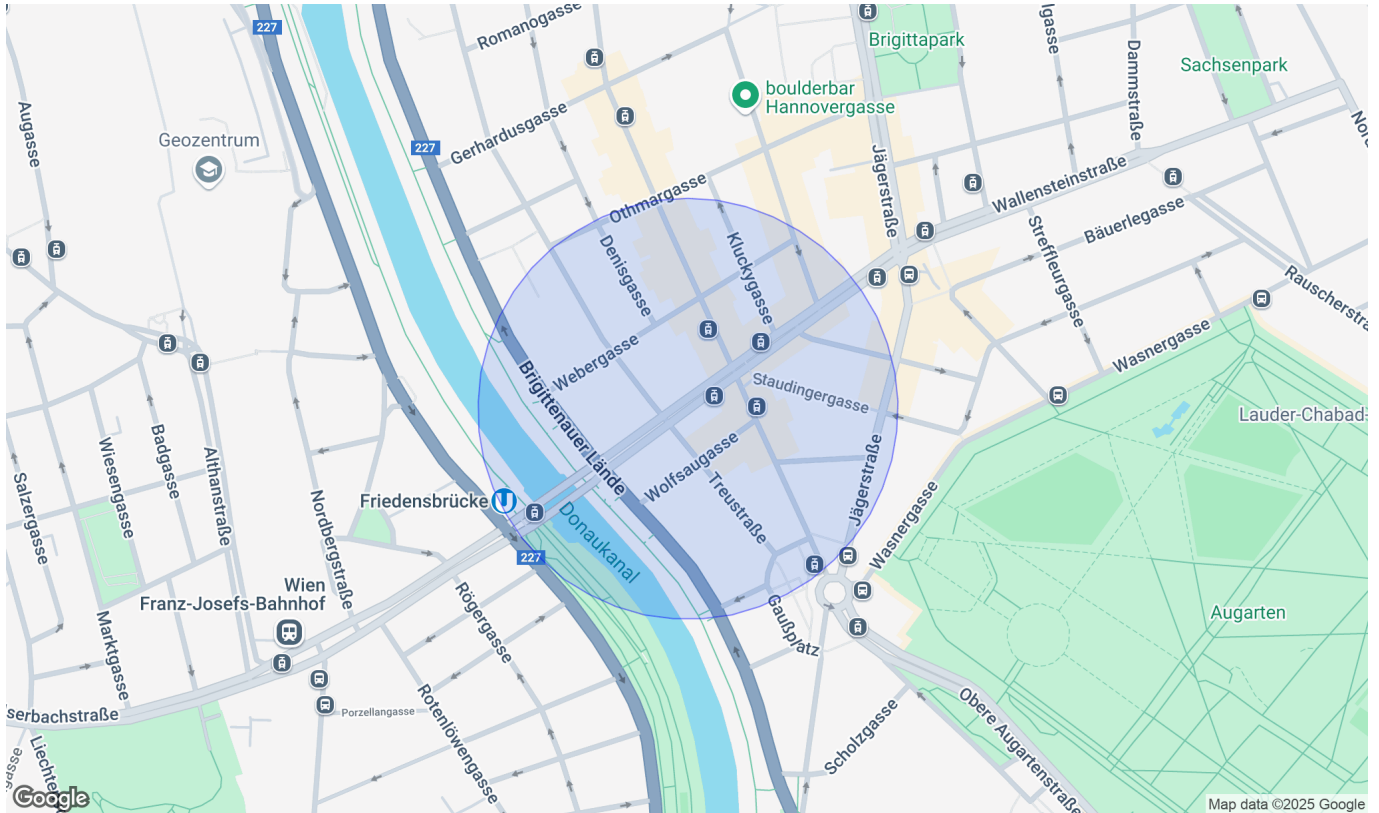 227
Romanogasse
Brigittapark
Dammstraße
Sachsenpark
Augasse
boulderbar
Hannovergasse
Geozentrum
227
Gerhardusgasse
Jägerstraße
Wallensteinstraße
Othmargasse
Bäuerlegasse
Streffleurgasse
Denisgasse
Kluckygasse
Rauscherstra
Wasnergasse
Webergasse
Brigittenauer Lände
Staudingergasse
Lauder-Chabad-
Wiesengasse
Badgasse
Althanstraße
Salzergasse
Nordbergstraße
Friedensbrücke
Wolfsaugasse
Treustraße
Jägerstraße
Wasnergasse
Donaukanal
227
Wien
Franz-Josefs-Bahnhof
Rögergasse
Gaußplatz
Augarten
Marktgasse
serbachstraße
Porzellangasse
Rotenlöwengasse
Scholzgasse
Obere Augartenstraße
Google
Map data ©2025 Google